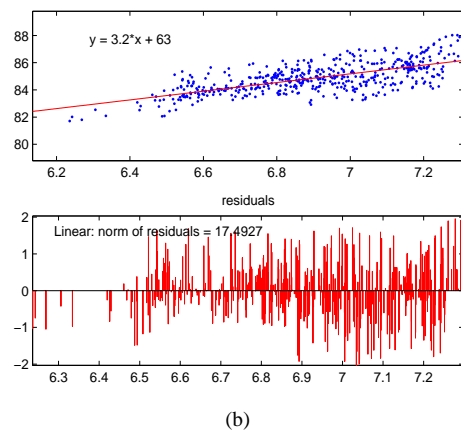 y = 3.2*x + 63
88
86
84
82
80
6.2 6.4 6.6 6.8 7 7.2
residuals
Linear: norm of residuals = 17.4927
2
1
0
−1
−2
6.3 6.4 6.5 6.6 6.7 6.8 6.9 7 7.1 7.2
(b)